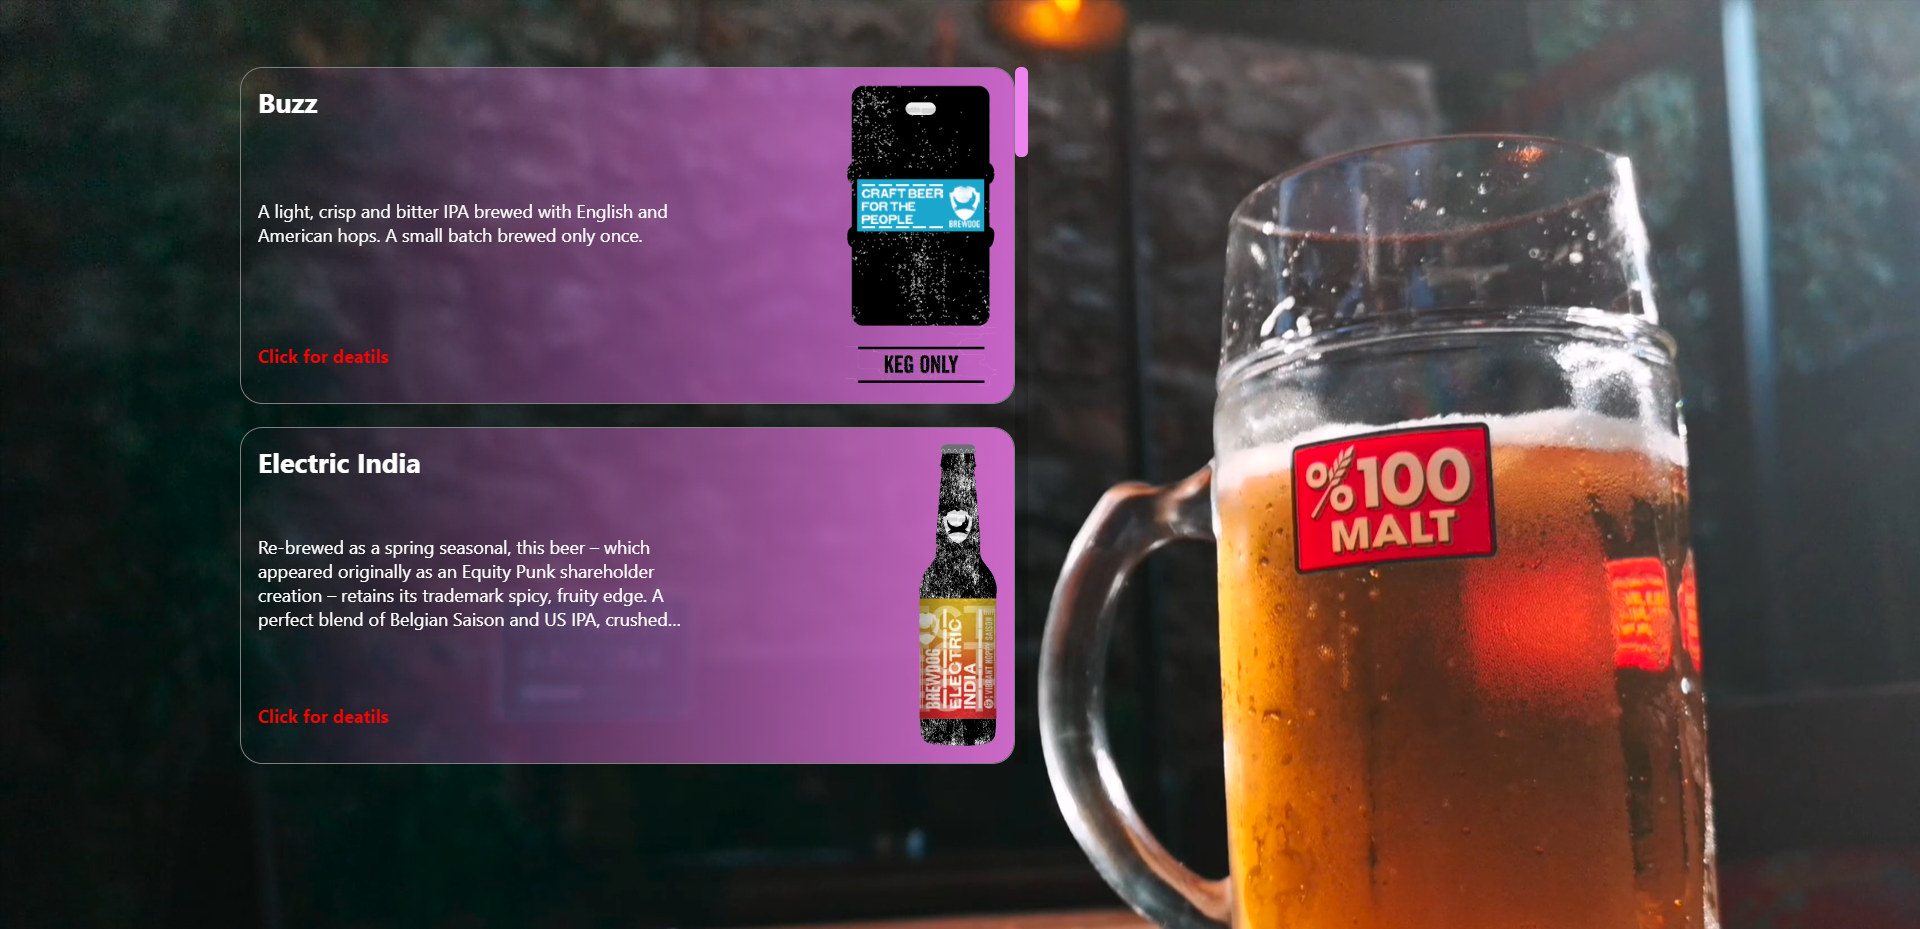 Buzz
CRAFT BEER
FOR THE
PEOPLE
BREWDOG
A light, crisp and bitter IPA brewed with English and
American hops. A small batch brewed only once.
Click for deatils
KEG ONLY
Electric India
Re-brewed as a spring seasonal, this beer – which
appeared originally as an Equity Punk shareholder
creation – retains its trademark spicy, fruity edge. A
perfect blend of Belgian Saison and US IPA, crushed...
BREWDOG
ELECTRIC
INDIA
VIBRANT HOPPY SAISON
Click for deatils
%100
MALT